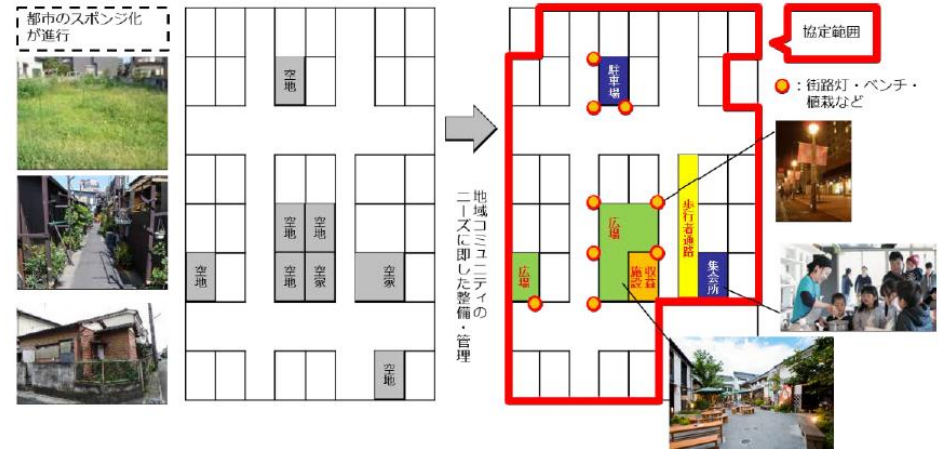 都市のスポンジ化
が進行
空地
空地
空地
空地
空家
空地
空家
空地
地域コミュニティの
ニーズに即した整備・管理
協定範囲
：街路灯・ベンチ・
植栽など
駐車場
広場
歩行者通路
広場
収益
施設
集会所